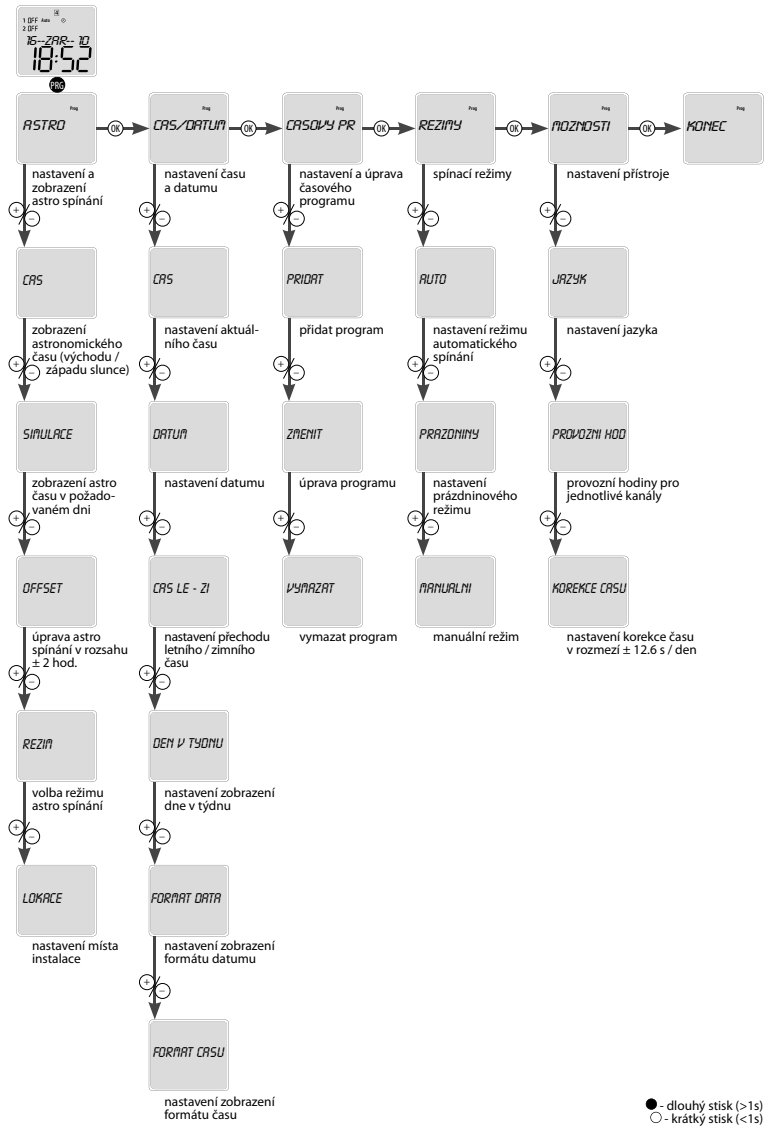 4
1 OFF Auto
2 OFF
16--ZAR--10
18:52
PRG
Prog
ASTRO
OK
Prog
CAS/DATUM
OK
Prog
CASOVY PR
OK
Prog
REZIMY
OK
Prog
MOZNOSTI
OK
Prog
KONEC
nastavení a
zobrazení
astro spínání
+ −
CAS
zobrazení
astronomického
času (východu /
západu slunce)
+ −
SIMULACE
zobrazení astro
času v požado-
vaném dni
+ −
OFFSET
úprava astro
spínání v rozsahu
± 2 hod.
+ −
REZIM
volba režimu
astro spínání
+ −
LOKACE
nastavení místa
instalace
nastavení času
a datumu
+ −
CAS
nastavení aktuál-
ního času
+ −
DATUM
nastavení datumu
+ −
CAS LE - ZI
nastavení přechodu
letního / zimního
času
+ −
DEN V TYDNU
nastavení zobrazení
dne v týdnu
+ −
FORMAT DATA
nastavení zobrazení
formátu datumu
+ −
FORMAT CASU
nastavení zobrazení
formátu času
nastavení a úprava
časového
programu
+ −
PRIDAT
přidat program
+ −
ZMENIT
úprava programu
+ −
VYMAZAT
vymazat program
spínací režimy
+ −
AUTO
nastavení režimu
automatického
spínání
+ −
PRAZDNINY
nastavení
prázdninového
režimu
+ −
MANUALNI
manuální režim
nastavení přístroje
+ −
JAZYK
nastavení jazyka
+ −
PROVOZNI HOD
provozní hodiny pro
jednotlivé kanály
+ −
KOREKCE CASU
nastavení korekce času
v rozmezí ± 12.6 s / den
- dlouhý stisk (>1s)
- krátký stisk (<1s)